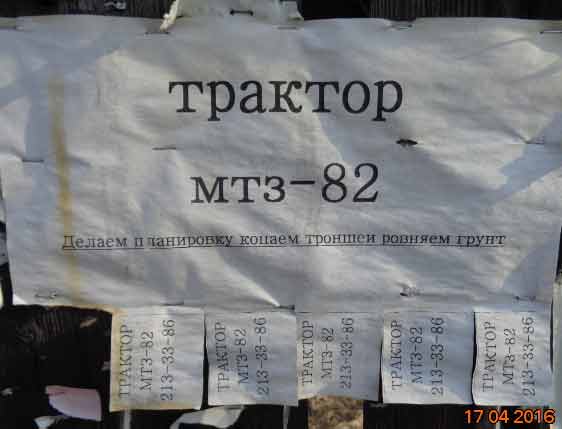 трактор
мтз-82
Делаем планировку копаем троншеи ровняем грунт
ТРАКТОР
МТЗ-82
213-33-86
ТРАКТОР
МТЗ-82
213-33-86
ТРАКТОР
МТЗ-82
213-33-86
ТРАКТОР
МТЗ-82
213-33-86
ТРАКТОР
МТЗ-82
213-33-86
17 04 2016